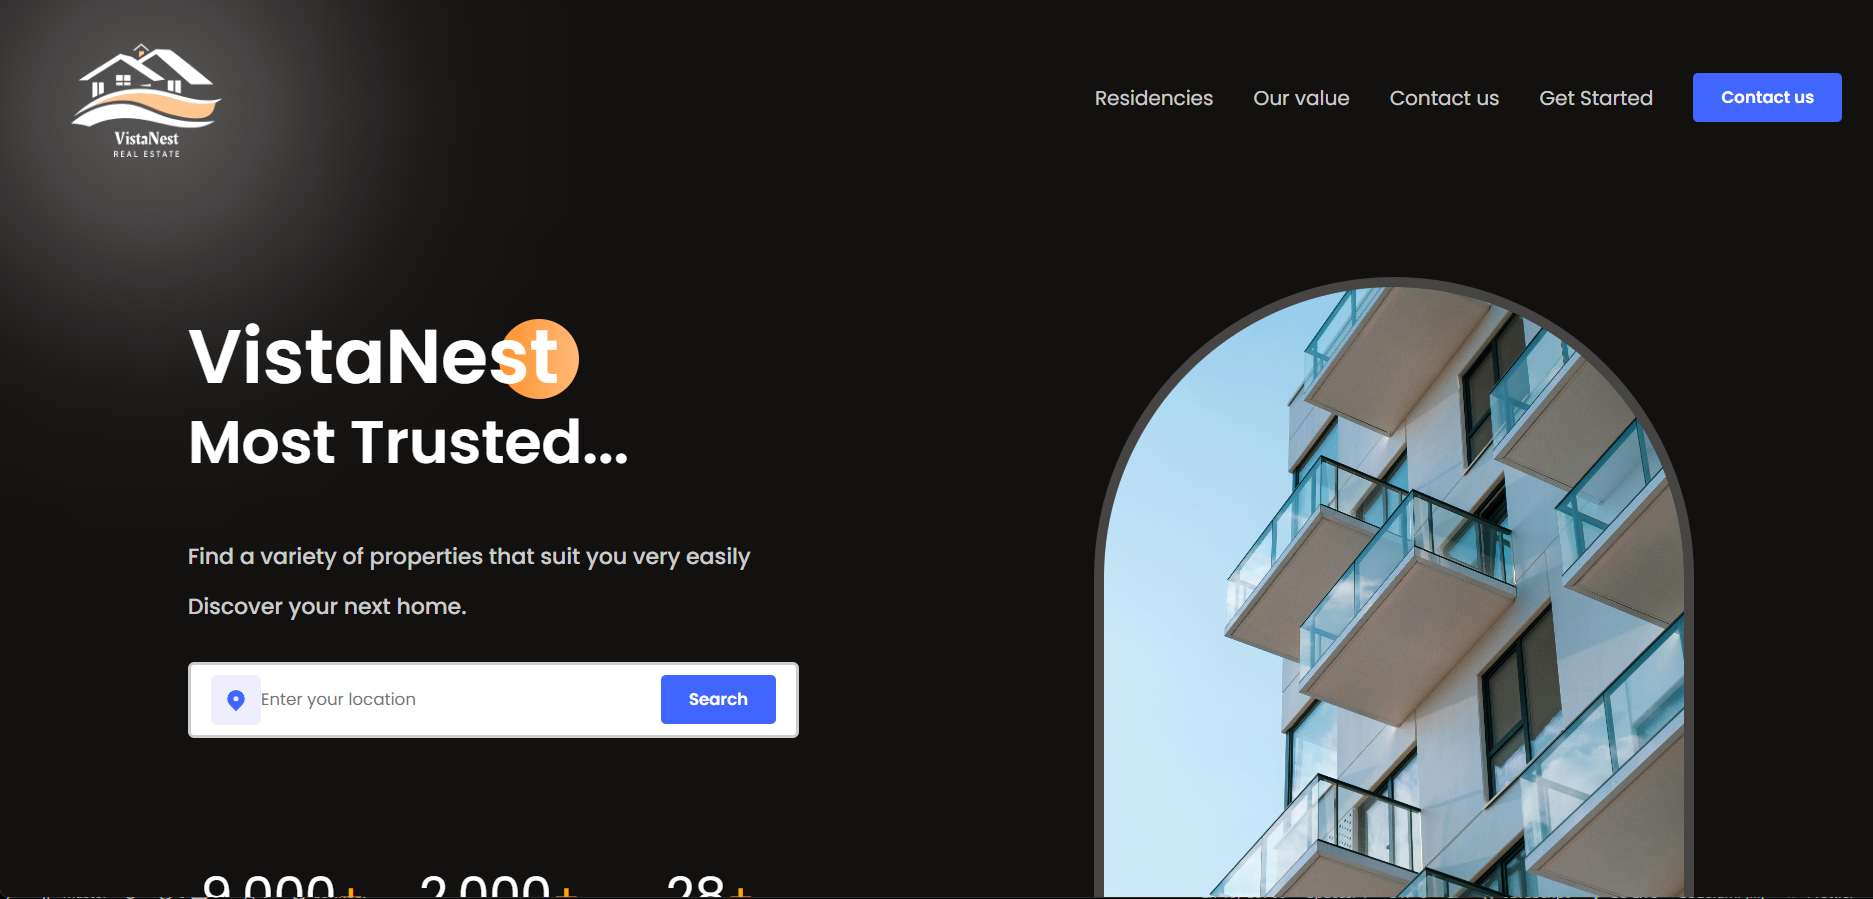 VistaNest
REAL ESTATE
Residencies
Our value
Contact us
Get Started
Contact us
VistaNest
Most Trusted...
Find a variety of properties that suit you very easily
Discover your next home.
Enter your location
Search
9,000+
2,000+
28+